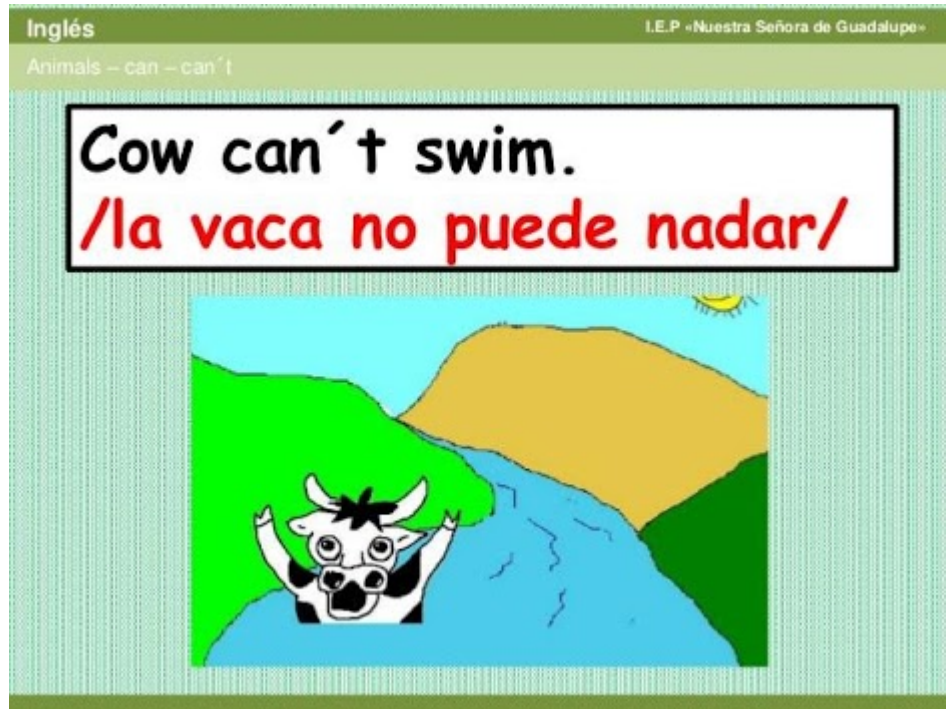 Inglés
I.E.P «Nuestra Señora de Guadalupe»
Animals – can – can´t
Cow can´t swim.
/la vaca no puede nadar/